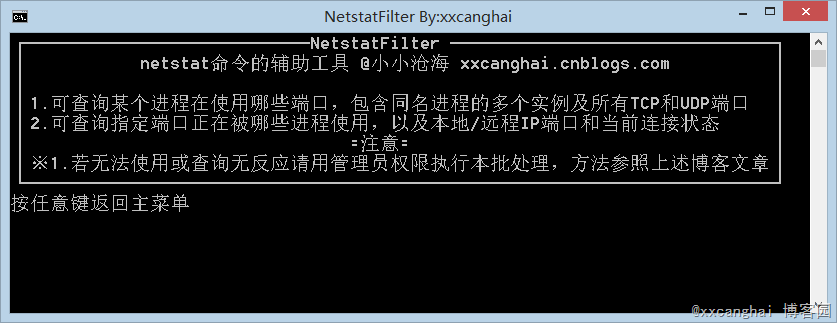 NetstatFilter By:xxcanghai
NetstatFilter
netstat命令的辅助工具 @小小沧海 xxcanghai.cnblogs.com
1.可查询某个进程在使用哪些端口，包含同名进程的多个实例及所有TCP和UDP端口
2.可查询指定端口正在被哪些进程使用，以及本地/远程IP端口和当前连接状态
=注意=
※1.若无法使用或查询无反应请用管理员权限执行本批处理，方法参照上述博客文章
按任意键返回主菜单
@xxcanghai 博客园